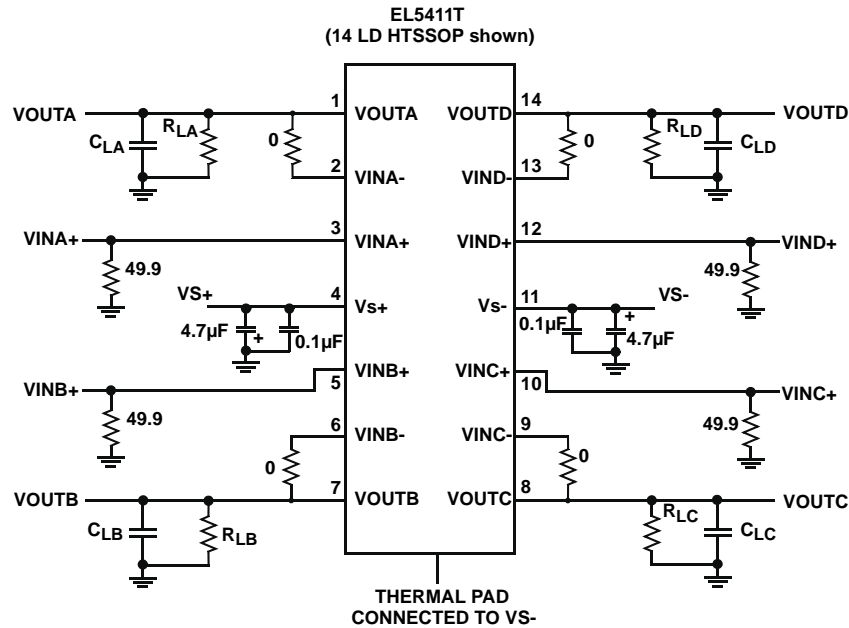 EL5411T
(14 LD HTSSOP shown)
VOUTA
CLA
RLA
0
1
VOUTA
VOUTD
14
0
RLD
CLD
VOUTD
2
VINA-
VIND-
13
VINA+
3
VINA+
VIND+
12
VIND+
49.9
49.9
VS+
4
Vs+
Vs-
11
VS-
4.7µF
+
0.1µF
0.1µF
+
4.7µF
VINB+
VINB+
5
VINC+
10
VINC+
49.9
6
VINB-
VINC-
9
49.9
0
0
VOUTB
7
VOUTB
VOUTC
8
VOUTC
CLB
RLB
RLC
CLC
THERMAL PAD
CONNECTED TO VS-